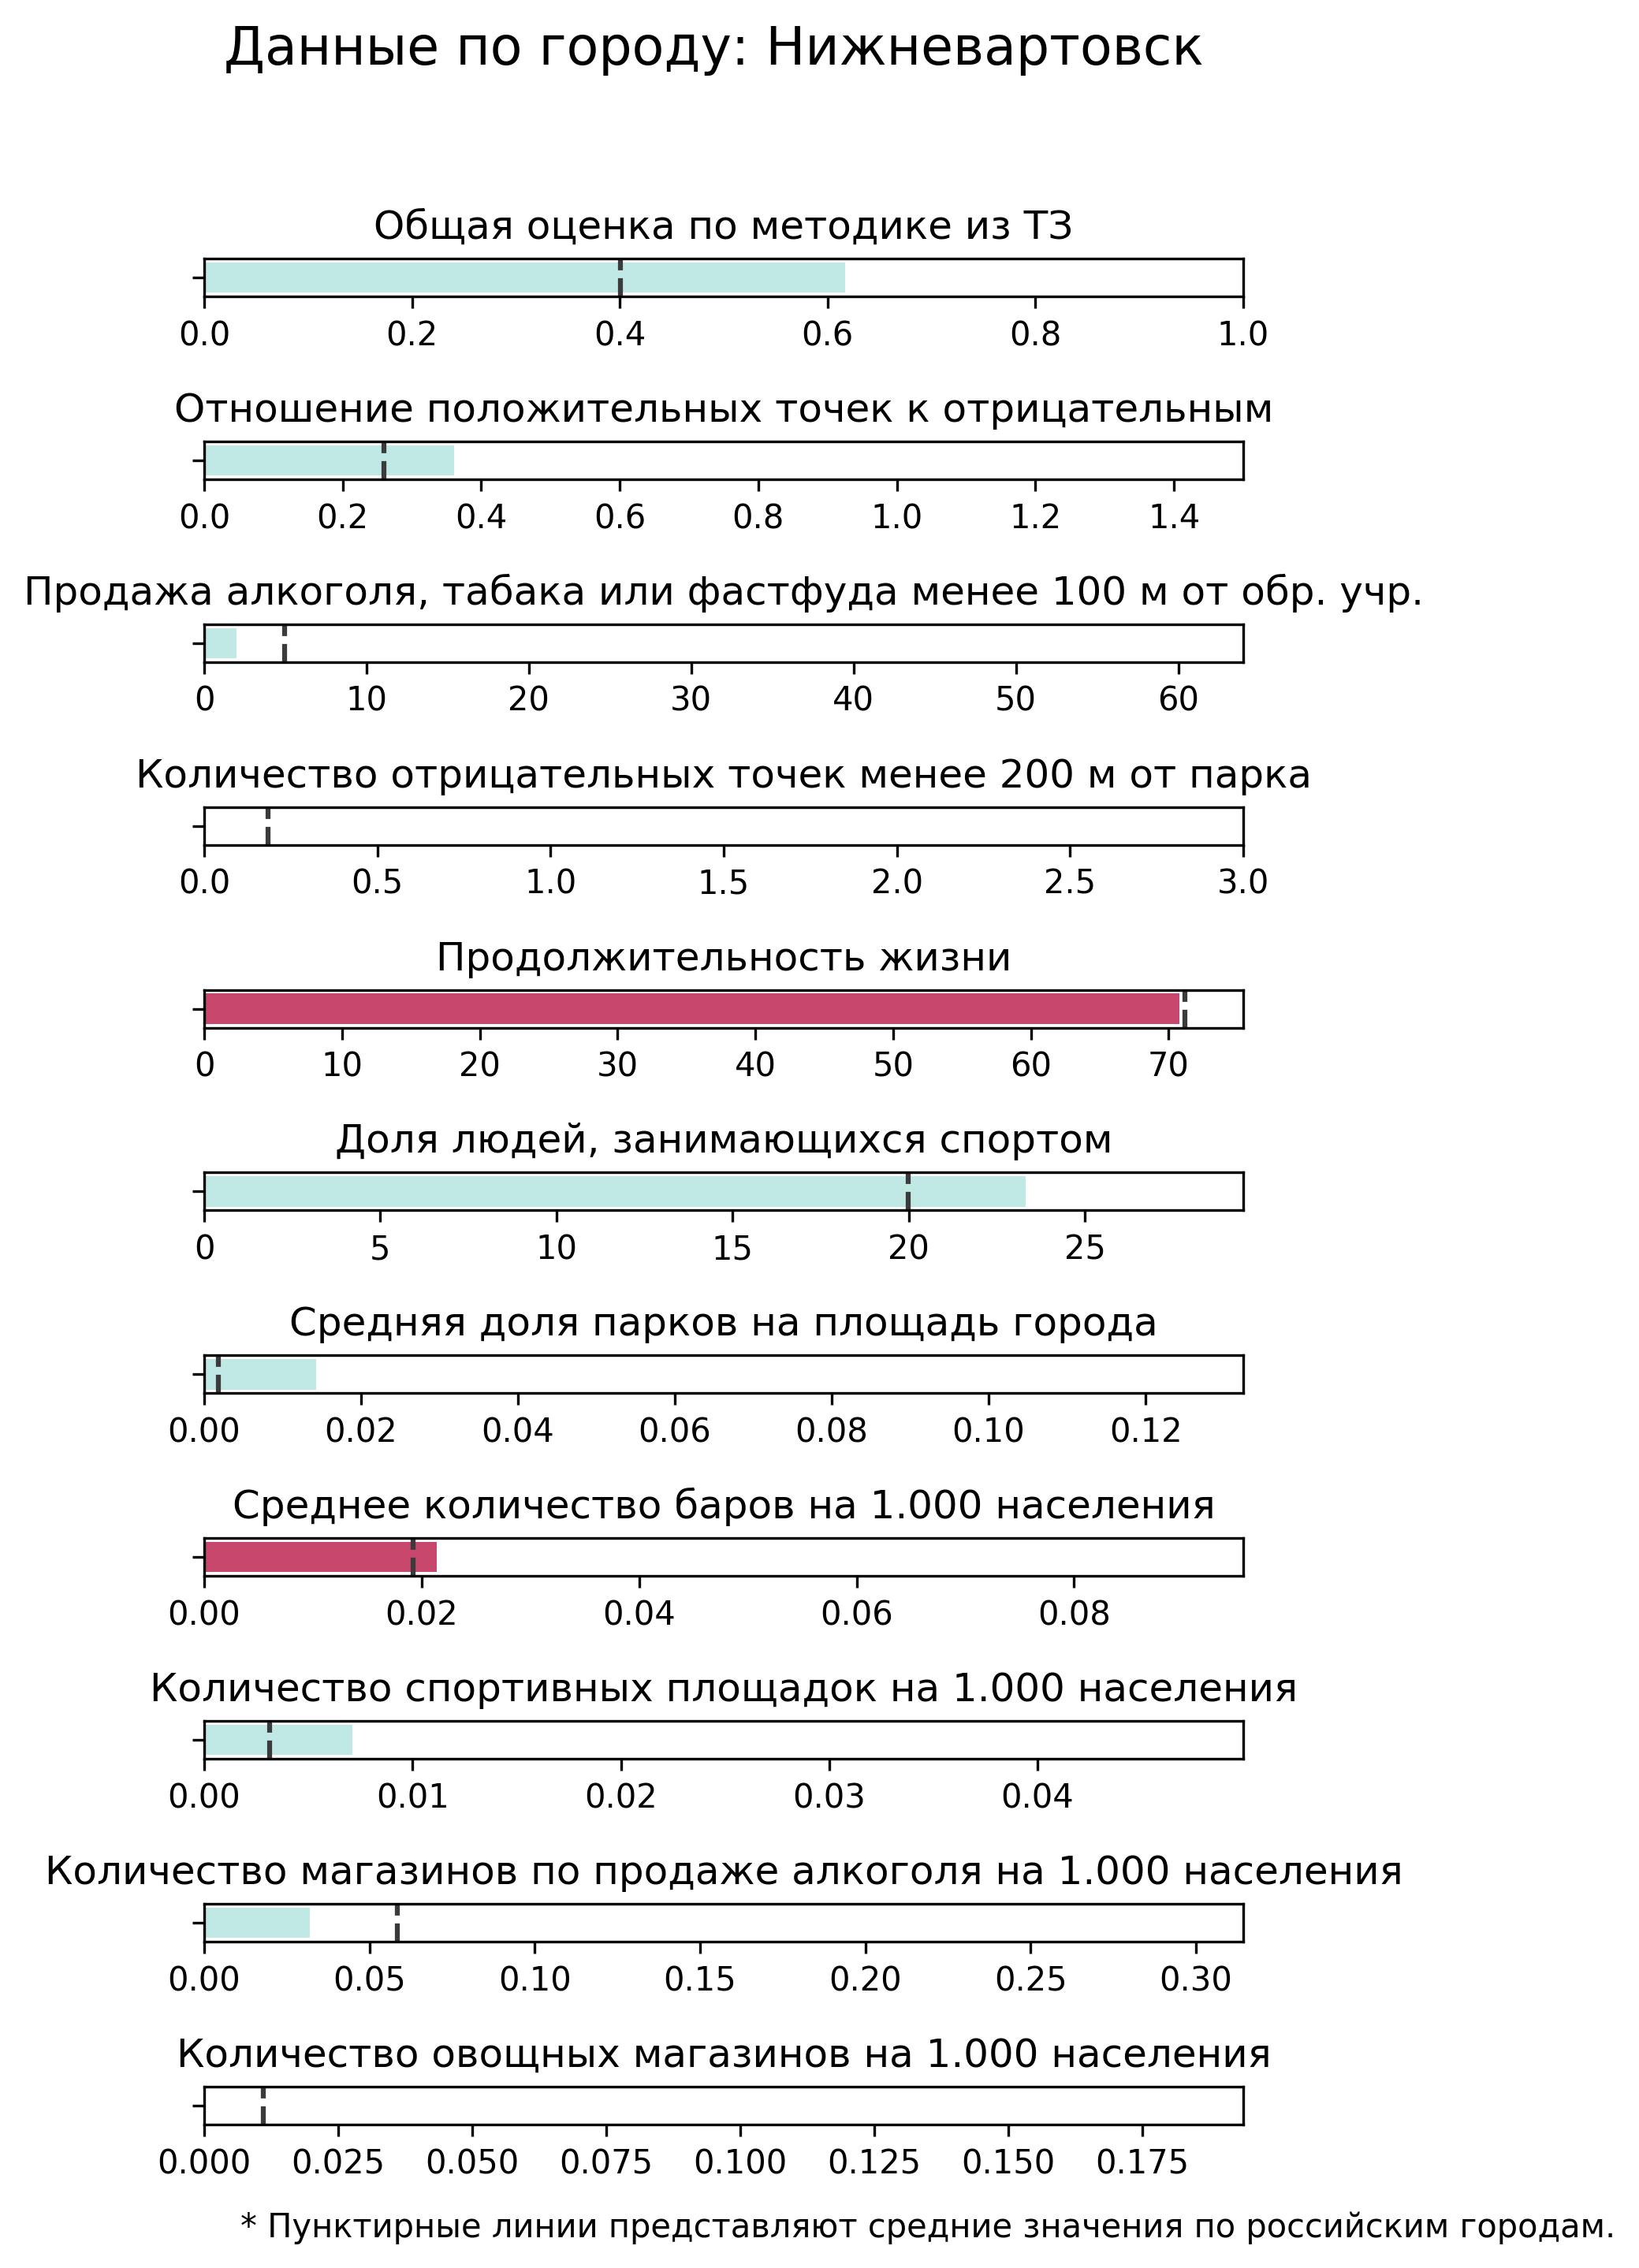 Данные по городу: Нижневартовск
Общая оценка по методике из ТЗ
0.0 0.2 0.4 0.6 0.8 1.0
Отношение положительных точек к отрицательным
0.0 0.2 0.4 0.6 0.8 1.0 1.2 1.4
Продажа алкоголя, табака или фастфуда менее 100 м от обр. учр.
0 10 20 30 40 50 60
Количество отрицательных точек менее 200 м от парка
0.0 0.5 1.0 1.5 2.0 2.5 3.0
Продолжительность жизни
0 10 20 30 40 50 60 70
Доля людей, занимающихся спортом
0 5 10 15 20 25
Средняя доля парков на площадь города
0.00 0.02 0.04 0.06 0.08 0.10 0.12
Среднее количество баров на 1.000 населения
0.00 0.02 0.04 0.06 0.08
Количество спортивных площадок на 1.000 населения
0.00 0.01 0.02 0.03 0.04
Количество магазинов по продаже алкоголя на 1.000 населения
0.00 0.05 0.10 0.15 0.20 0.25 0.30
Количество овощных магазинов на 1.000 населения
0.000 0.025 0.050 0.075 0.100 0.125 0.150 0.175
* Пунктирные линии представляют средние значения по российским городам.